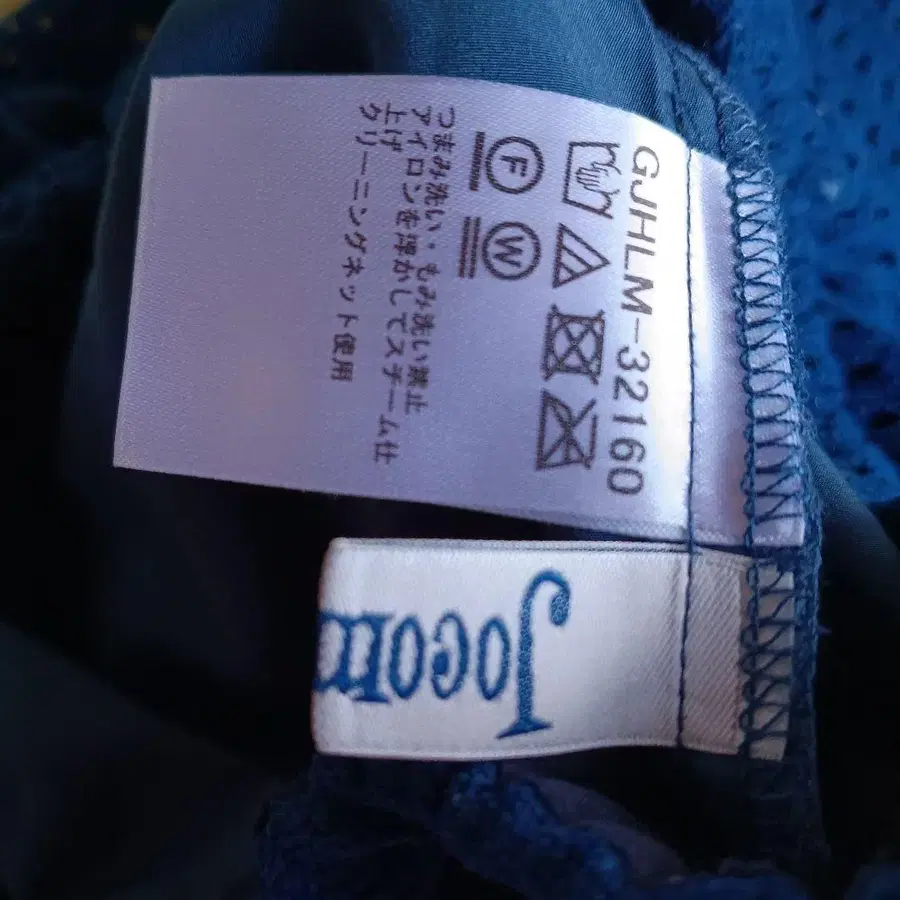 GJHLM-32160
F
W
つまみ洗い・もみ洗い禁止
アイロンを浮かしてスチーム仕
上げ
クリーニングネット使用
JOCO